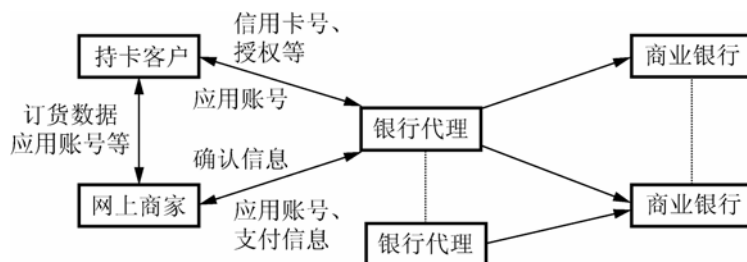 信用卡号、
授权等
持卡客户
商业银行
应用账号
订货数据
应用账号等
银行代理
确认信息
网上商家
商业银行
应用账号、
支付信息
银行代理